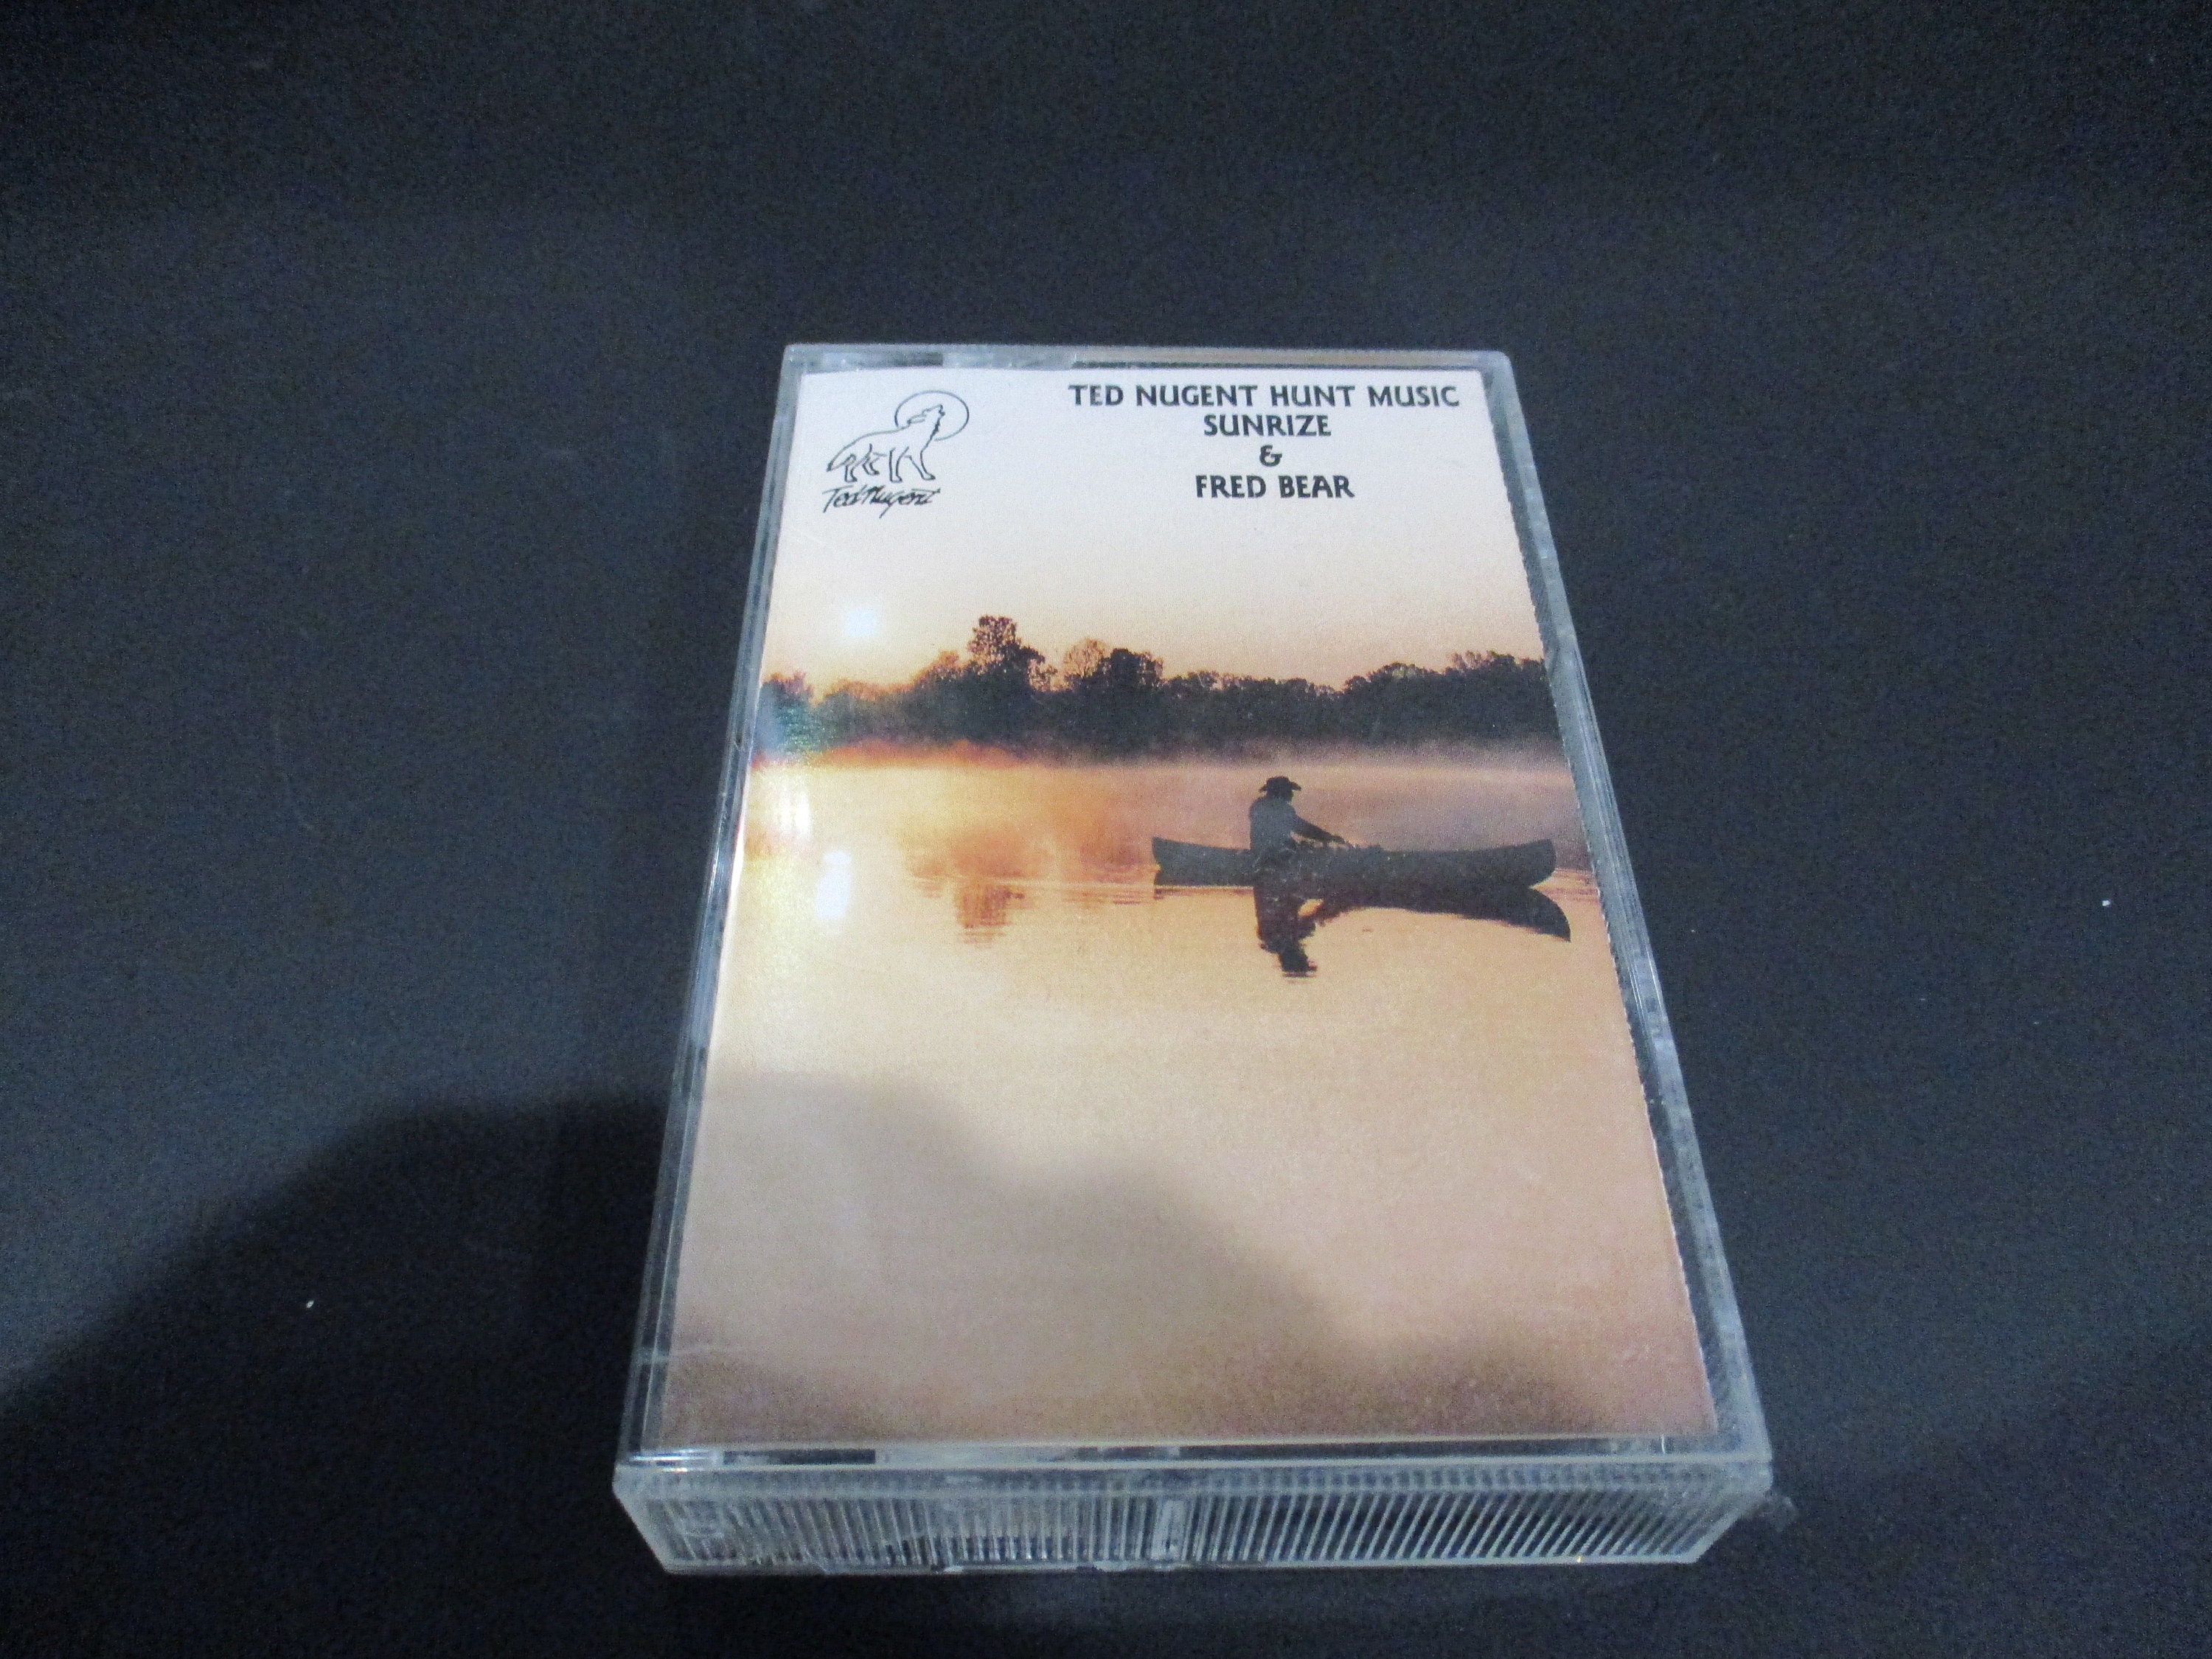 TED NUGENT HUNT MUSIC
SUNRIZE
&
FRED BEAR
Ted Nugent